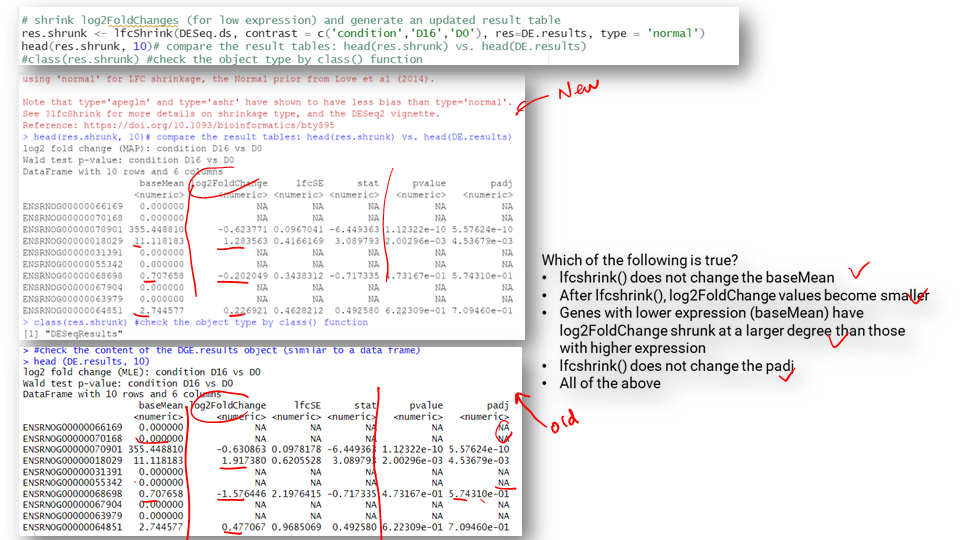 # shrink log2FoldChanges (for low expression) and generate an updated result table
res.shrunk <- lfcShrink(DESeq.ds, contrast = c('condition','D16','D0'), res=DE.results, type = 'normal')
head(res.shrunk, 10)# compare the result tables: head(res.shrunk) vs. head(DE.results)
#class(res.shrunk) #check the object type by class() function
using 'normal' for LFC shrinkage, the Normal prior from Love et al (2014).
New
Note that type='apeglm' and type='ashr' have shown to have less bias than type='normal'.
See ?lfcShrink for more details on shrinkage type, and the DESeq2 vignette.
Reference: https://doi.org/10.1093/bioinformatics/bty895
> head(res.shrunk, 10)# compare the result tables: head(res.shrunk) vs. head(DE.results)
log2 fold change (MAP): condition D16 vs D0
Wald test p-value: condition D16 vs D0
DataFrame with 10 rows and 6 columns
baseMean log2FoldChange lfcSE stat pvalue padj
<numeric> <numeric> <numeric> <numeric> <numeric> <numeric>
ENSRNOG00000066169 0.000000 NA NA NA NA NA
ENSRNOG00000070168 0.000000 NA NA NA NA NA
ENSRNOG00000070901 355.448810 -0.623771 0.0967041 -6.449363 1.12322e-10 5.57624e-10
ENSRNOG00000018029 11.118183 1.283563 0.4166169 3.089793 2.00296e-03 4.53679e-03
ENSRNOG00000031391 0.000000 NA NA NA NA NA
ENSRNOG00000055342 0.000000 NA NA NA NA NA
ENSRNOG00000068698 0.707658 -0.202049 0.3438312 -0.717335 4.73167e-01 5.74310e-01
ENSRNOG00000067904 0.000000 NA NA NA NA NA
ENSRNOG00000063979 0.000000 NA NA NA NA NA
ENSRNOG00000064851 2.744577 0.226921 0.4628212 0.492580 6.22309e-01 7.09460e-01
> class(res.shrunk) #check the object type by class() function
[1] "DESeqResults"
> #check the content of the DGE.results object (similar to a data frame)
> head (DE.results, 10)
log2 fold change (MLE): condition D16 vs D0
Wald test p-value: condition D16 vs D0
DataFrame with 10 rows and 6 columns
baseMean log2FoldChange lfcSE stat pvalue padj
<numeric> <numeric> <numeric> <numeric> <numeric> <numeric>
ENSRNOG00000066169 0.000000 NA NA NA NA NA
ENSRNOG00000070168 0.000000 NA NA NA NA NA
ENSRNOG00000070901 355.448810 -0.630863 0.0978178 -6.449363 1.12322e-10 5.57624e-10
ENSRNOG00000018029 11.118183 1.917380 0.6205528 3.089793 2.00296e-03 4.53679e-03
ENSRNOG00000031391 0.000000 NA NA NA NA NA
ENSRNOG00000055342 0.000000 NA NA NA NA NA
ENSRNOG00000068698 0.707658 -1.576446 2.1976415 -0.717335 4.73167e-01 5.74310e-01
ENSRNOG00000067904 0.000000 NA NA NA NA NA
ENSRNOG00000063979 0.000000 NA NA NA NA NA
ENSRNOG00000064851 2.744577 0.477067 0.9685069 0.492580 6.22309e-01 7.09460e-01
old
Which of the following is true?
• lfcshrink() does not change the baseMean
• After lfcshrink(), log2FoldChange values become smaller
• Genes with lower expression (baseMean) have
log2FoldChange shrunk at a larger degree than those
with higher expression
• lfcshrink() does not change the padj
• All of the above